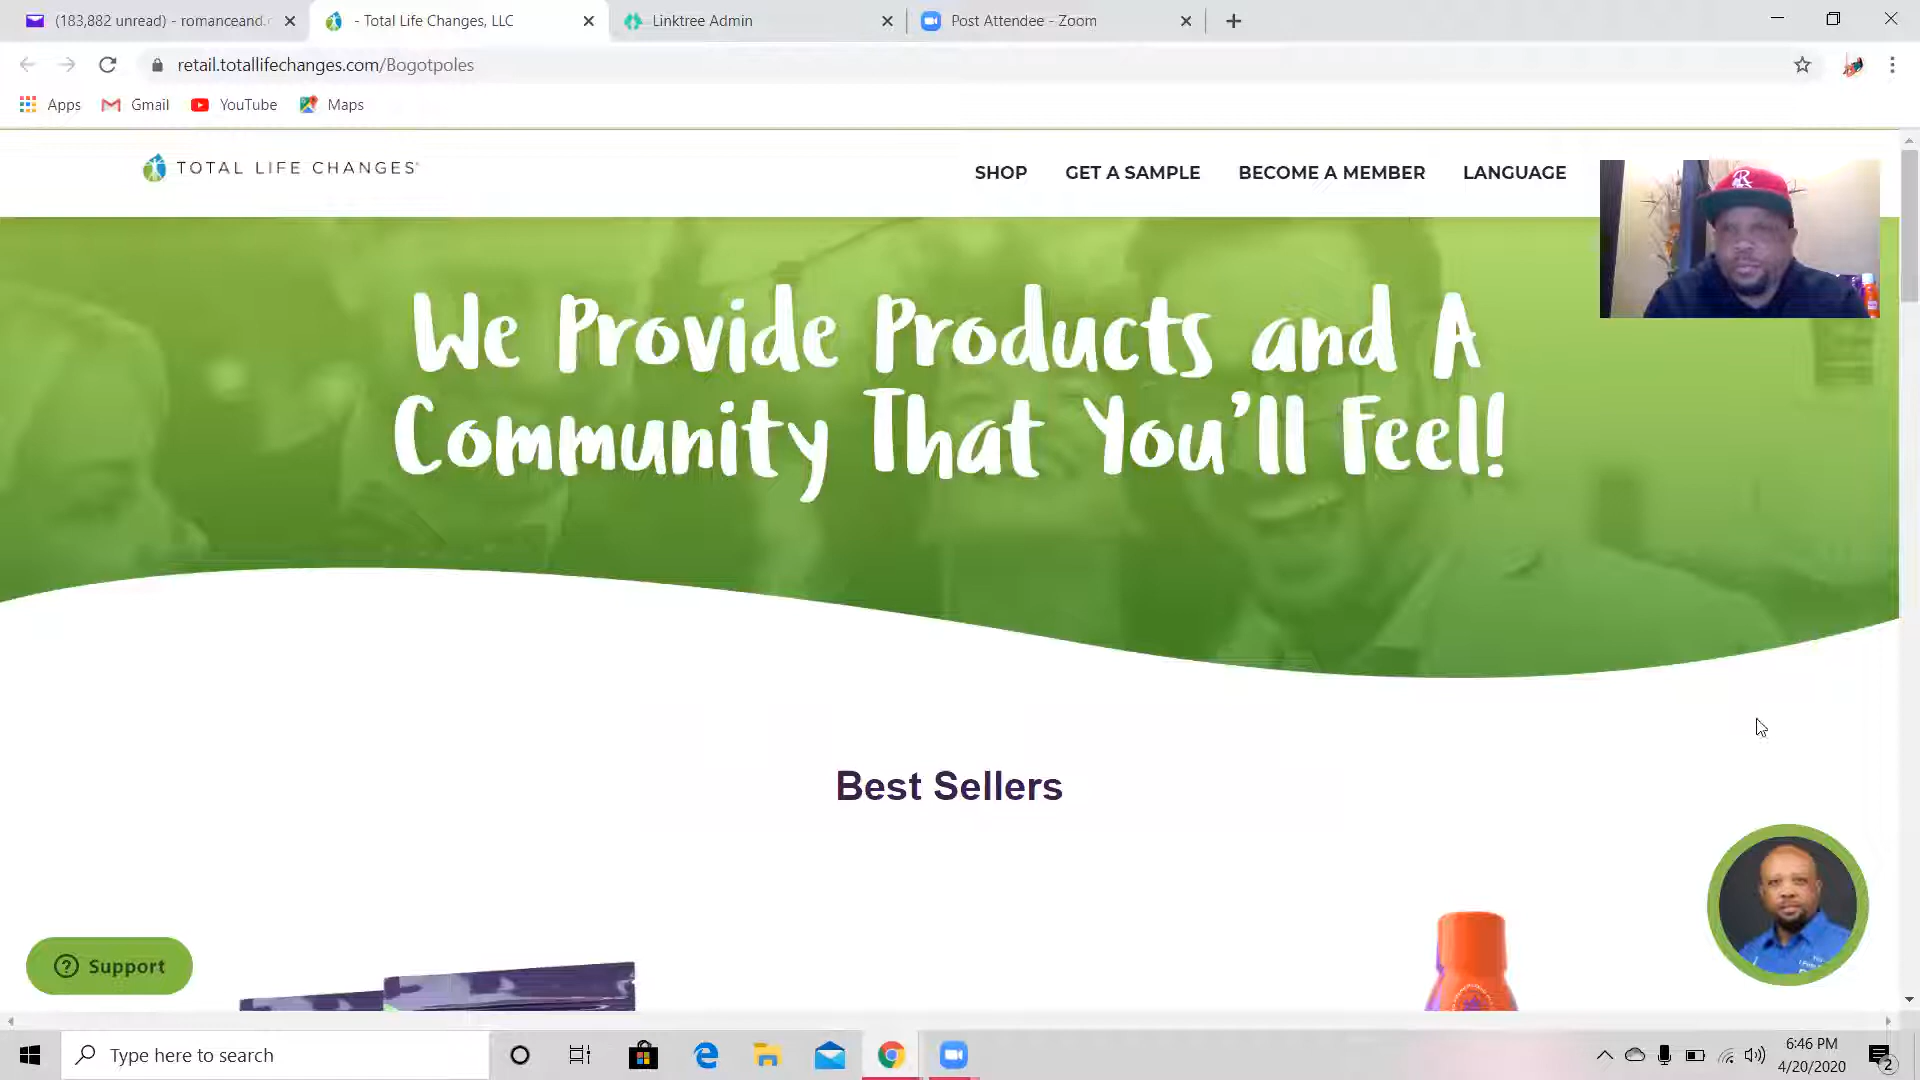 (183,882 unread) - romanceand.
- Total Life Changes, LLC
Linktree Admin
Post Attendee - Zoom
retail.totallifechanges.com/Bogotpoles
Apps
Gmail
YouTube
Maps
TOTAL LIFE CHANGES
SHOP
GET A SAMPLE
BECOME A MEMBER
LANGUAGE
We Provide Products and A
Community That You'll Feel!
Best Sellers
Support
Type here to search
6:46 PM
4/20/2020
2